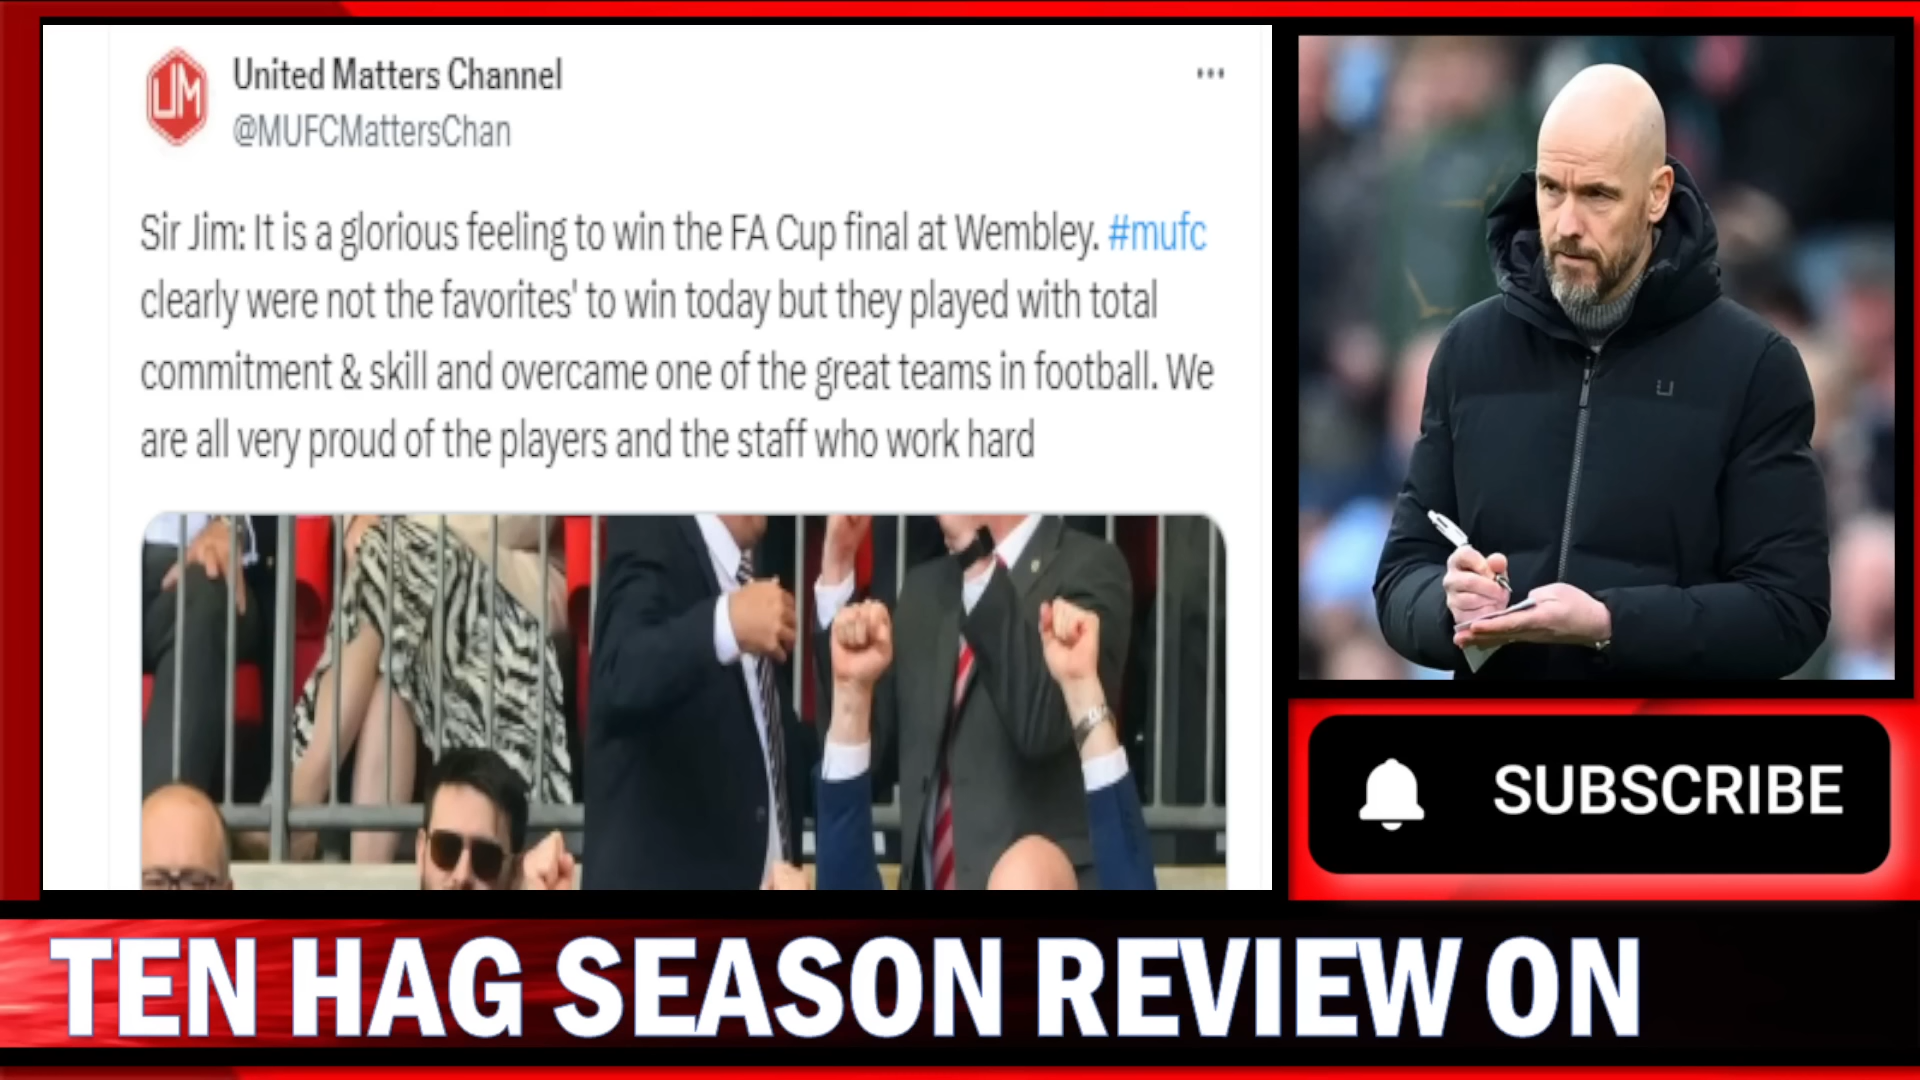 United Matters Channel
@MUFCMattersChan
Sir Jim: It is a glorious feeling to win the FA Cup final at Wembley. #mufc
clearly were not the favorites' to win today but they played with total
commitment & skill and overcame one of the great teams in football. We
are all very proud of the players and the staff who work hard
UM
SUBSCRIBE
TEN HAG SEASON REVIEW ON